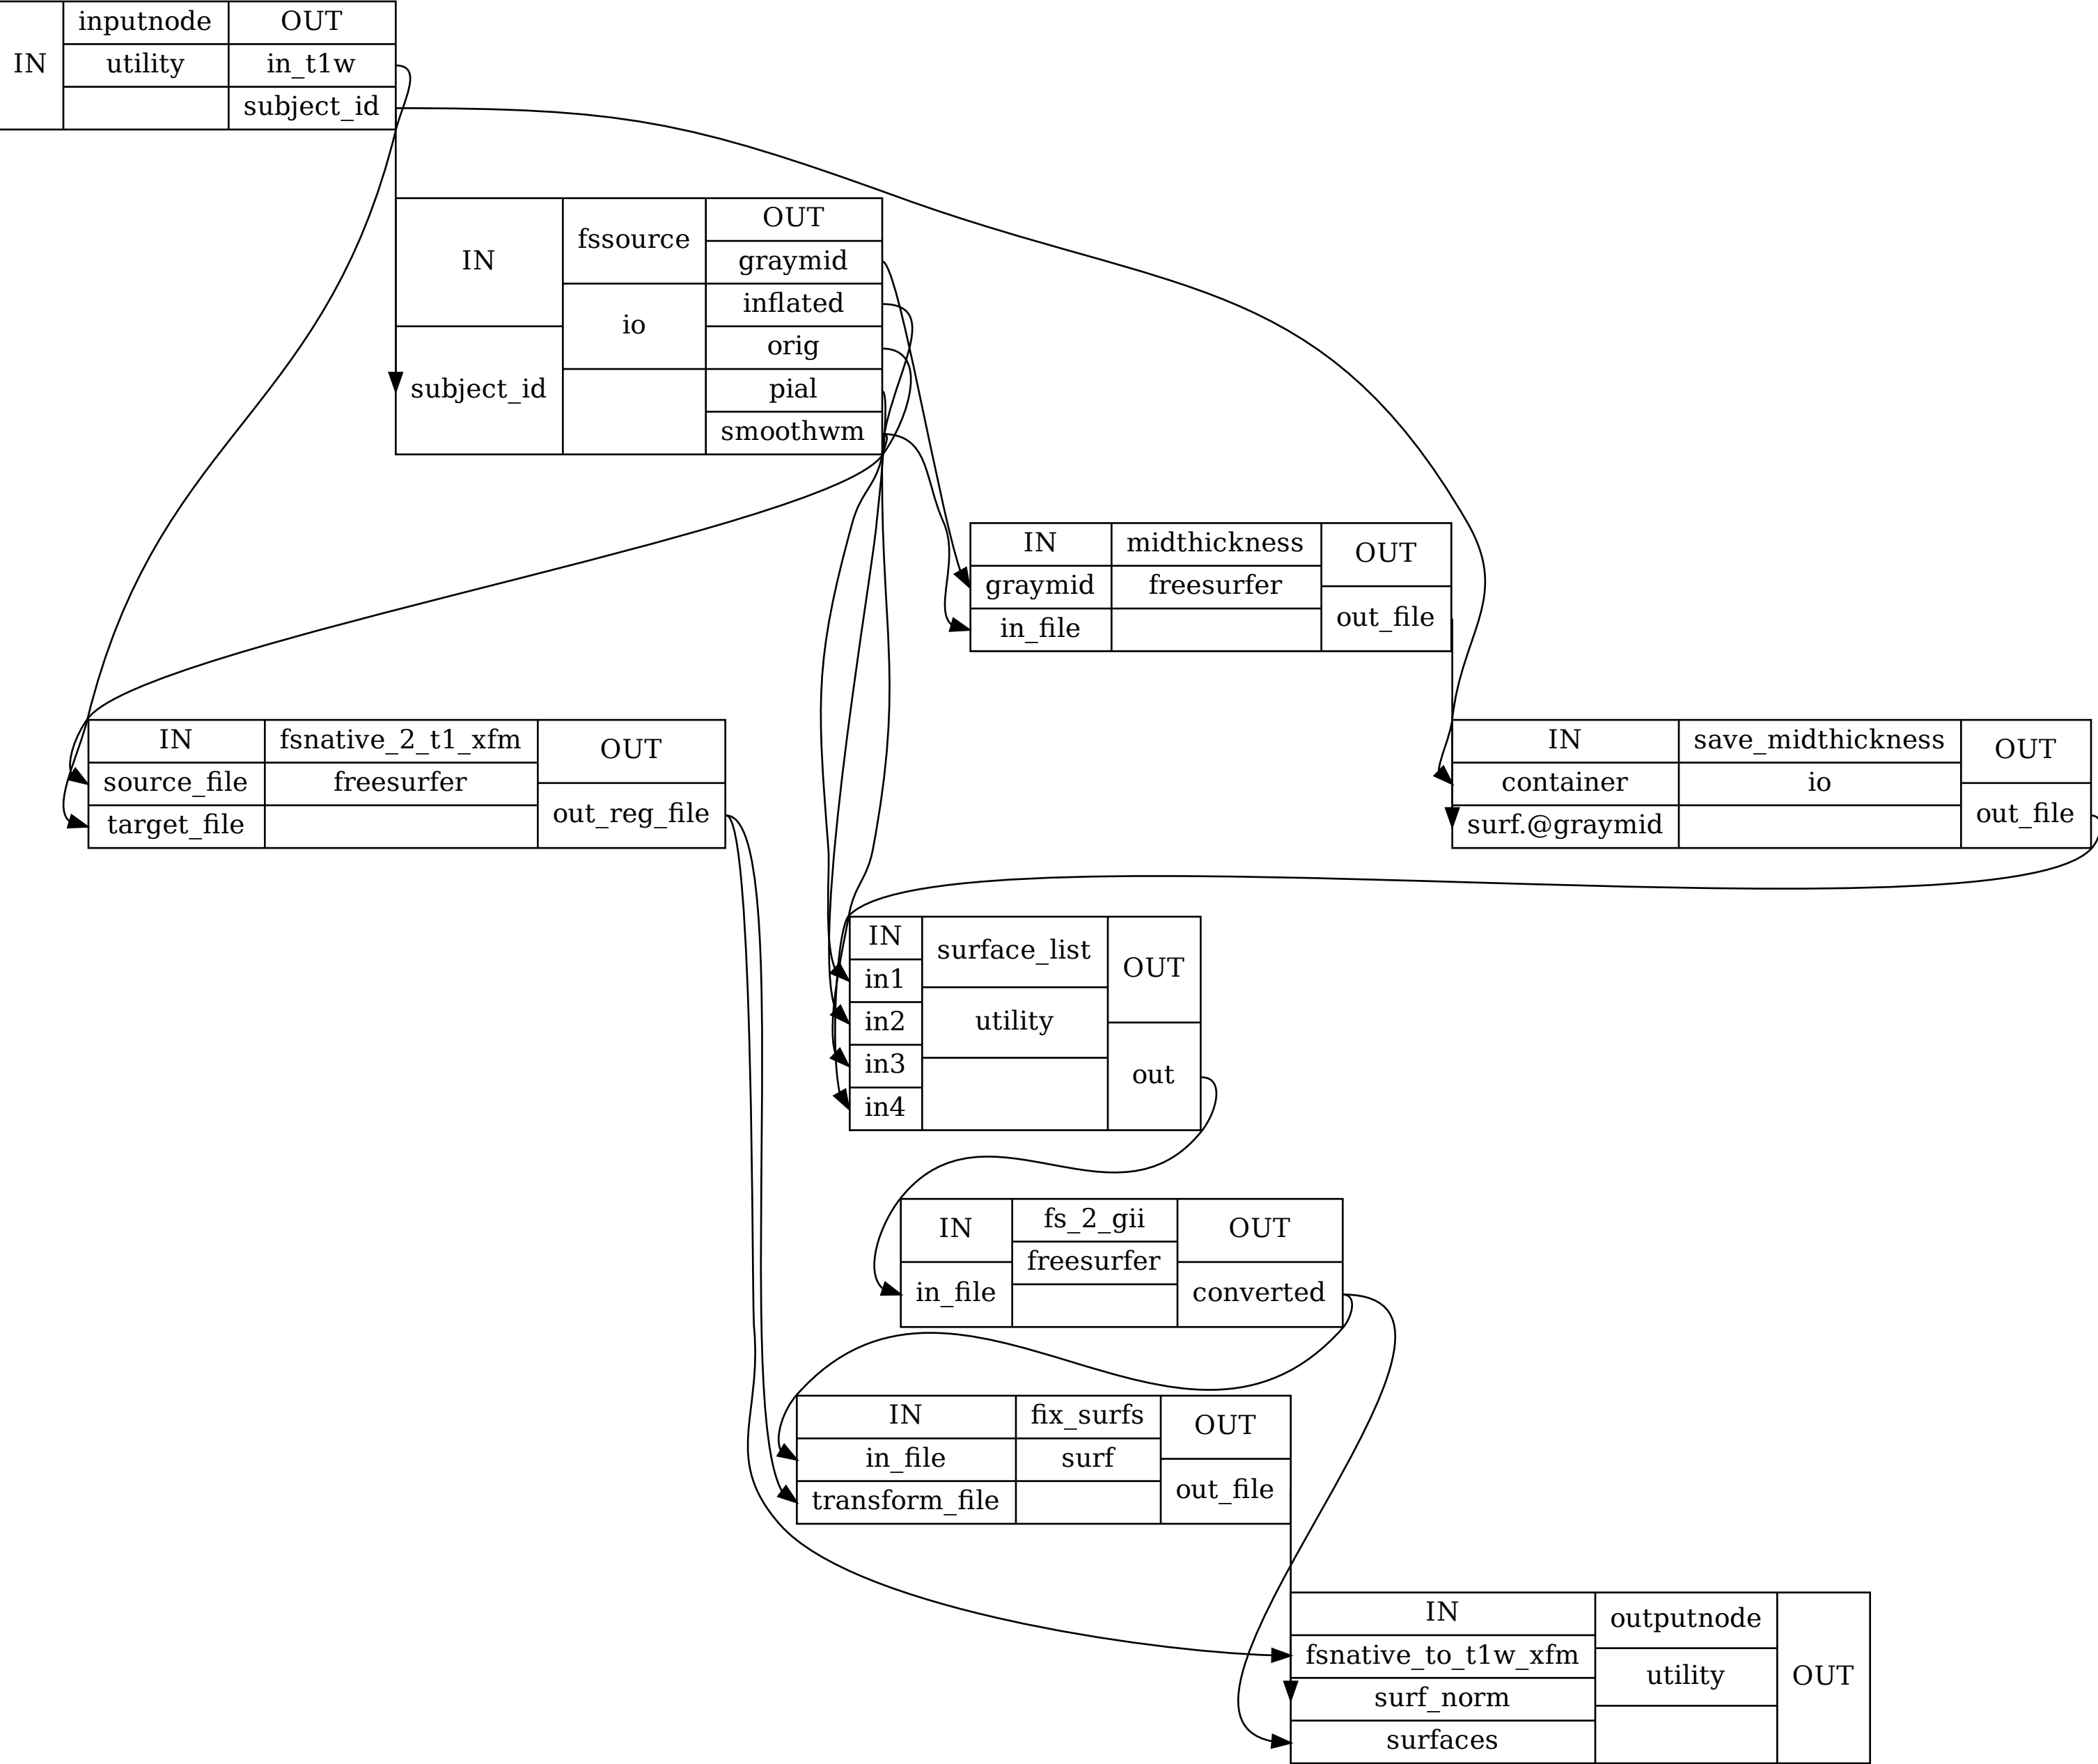 IN
inputnode
utility
OUT
in_t1w
subject_id
IN
subject_id
fssource
io
OUT
graymid
inflated
orig
pial
smoothwm
IN
graymid
in_file
midthickness
freesurfer
OUT
out_file
IN
source_file
target_file
fsnative_2_t1_xfm
freesurfer
OUT
out_reg_file
IN
container
surf.@graymid
save_midthickness
io
OUT
out_file
IN
in1
in2
in3
in4
surface_list
utility
OUT
out
IN
in_file
fs_2_gii
freesurfer
OUT
converted
IN
in_file
transform_file
fix_surfs
surf
OUT
out_file
IN
fsnative_to_t1w_xfm
surf_norm
surfaces
outputnode
utility
OUT